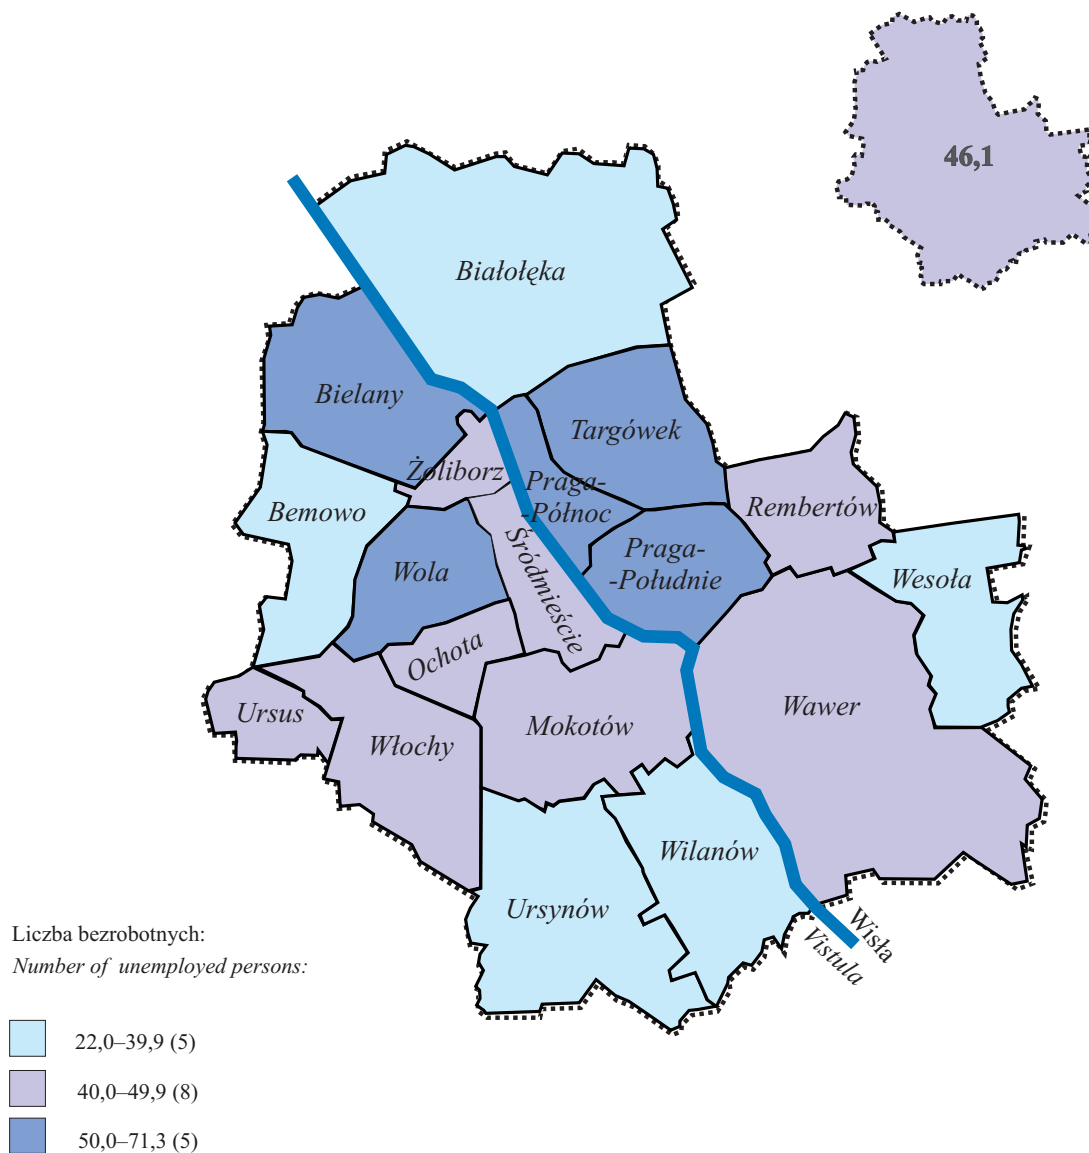 46,1
Białołęka
Bielany
Targówek
Żoliborz
Praga-
-Północ
Rembertów
Bemowo
Śródmieście
Praga-
-Południe
Wesoła
Wola
Ochota
Ursus
Włochy
Mokotów
Wawer
Wilanów
Ursynów
Wisła
Vistula
Liczba bezrobotnych:
Number of unemployed persons:
22,0–39,9 (5)
40,0–49,9 (8)
50,0–71,3 (5)